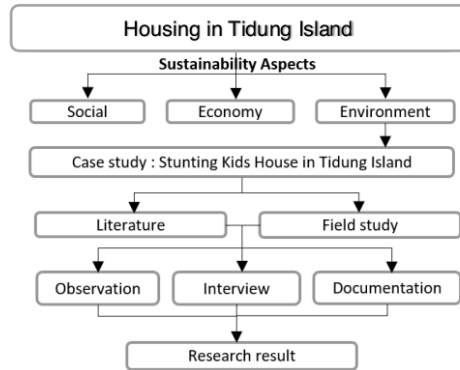 Housing in Tidung Island
Sustainability Aspects
Social
Economy
Environment
Case study : Stunting Kids House in Tidung Island
Literature
Field study
Observation
Interview
Documentation
Research result